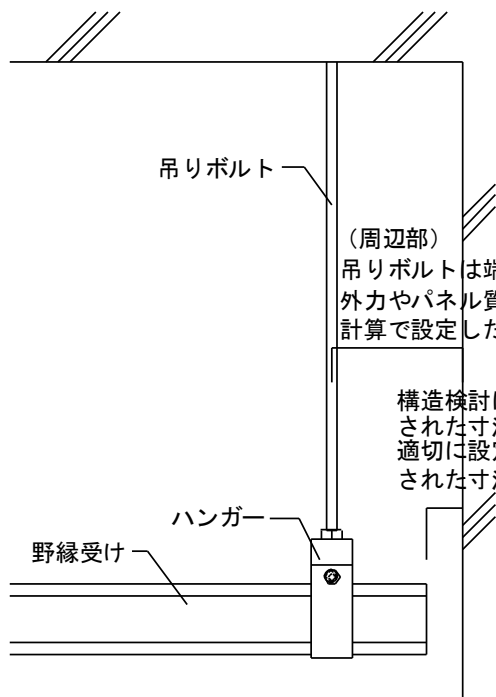 吊りボルト
（周辺部）
吊りボルトは端
外力やパネル質
計算で設定した
構造検討に
された寸法
適切に設定
された寸法
ハンガー
野縁受け